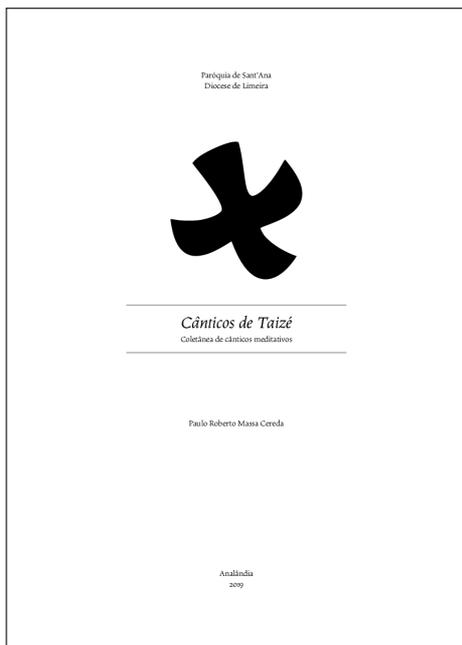 Paróquia de Sant'Ana
Diocese de Limeira
Cânticos de Taizé
Coletânea de cânticos meditativos
Paulo Roberto Massa Cereda
Analândia
2019